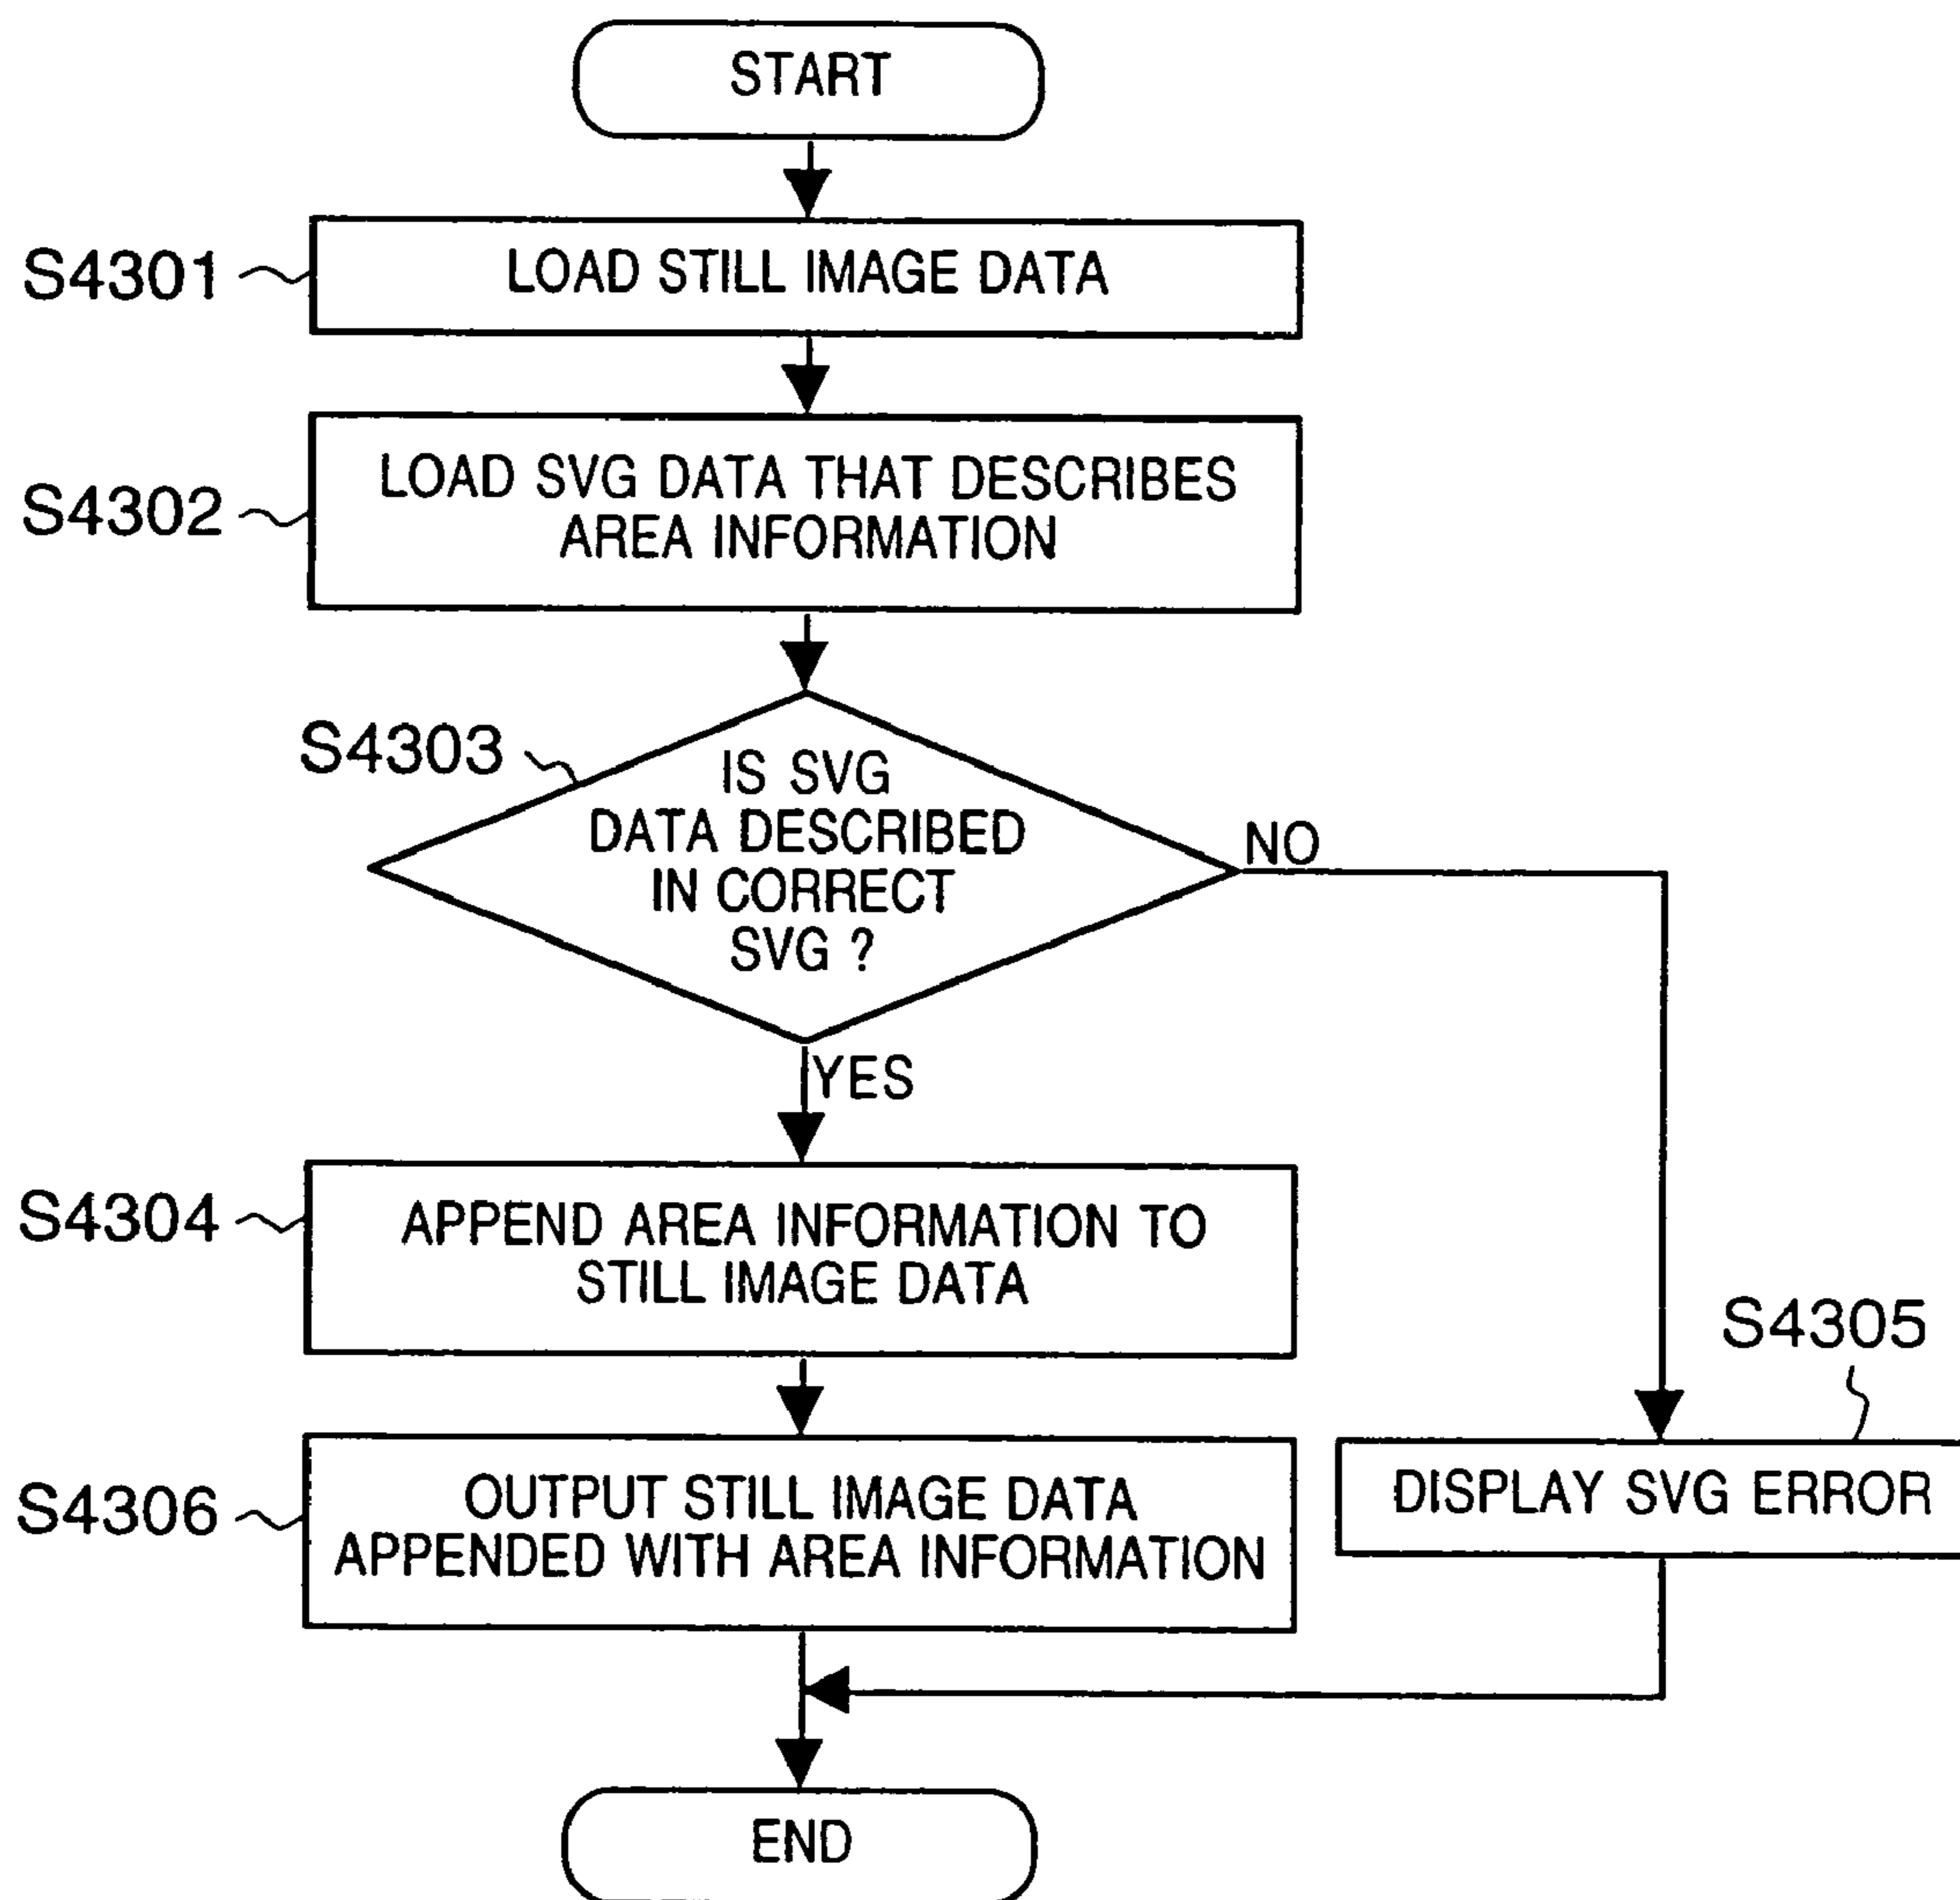 START
S4301
LOAD STILL IMAGE DATA
S4302
LOAD SVG DATA THAT DESCRIBES
AREA INFORMATION
S4303
IS SVG
DATA DESCRIBED
IN CORRECT
SVG ?
NO
YES
S4304
APPEND AREA INFORMATION TO
STILL IMAGE DATA
S4305
DISPLAY SVG ERROR
S4306
OUTPUT STILL IMAGE DATA
APPENDED WITH AREA INFORMATION
END